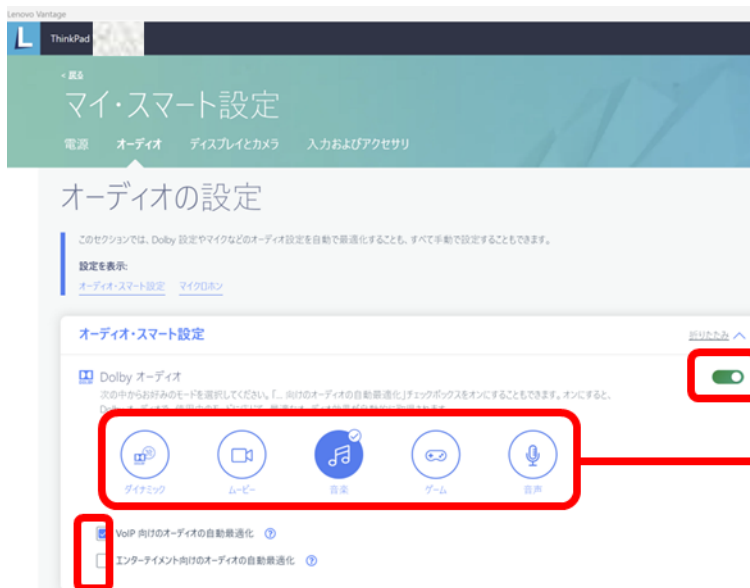 Lenovo Vantage
L ThinkPad
< 戻る
マイ・スマート設定
電源 オーディオ ディスプレイとカメラ 入力およびアクセサリ
オーディオの設定
このセクションでは、Dolby 設定やマイクなどのオーディオ設定を自動で最適化することも、すべて手動で設定することもできます。
設定を表示:
オーディオ・スマート設定 マイクロホン
オーディオ・スマート設定 折りたたみ
Dolby オーディオ
次の中からお好みのモードを選択してください。「... 向けのオーディオの自動最適化」チェックボックスをオンにすることもできます。オンにすると、
ダイナミック ムービー 音楽 ゲーム 音声
VoIP 向けのオーディオの自動最適化 ?
エンターテイメント向けのオーディオの自動最適化 ?